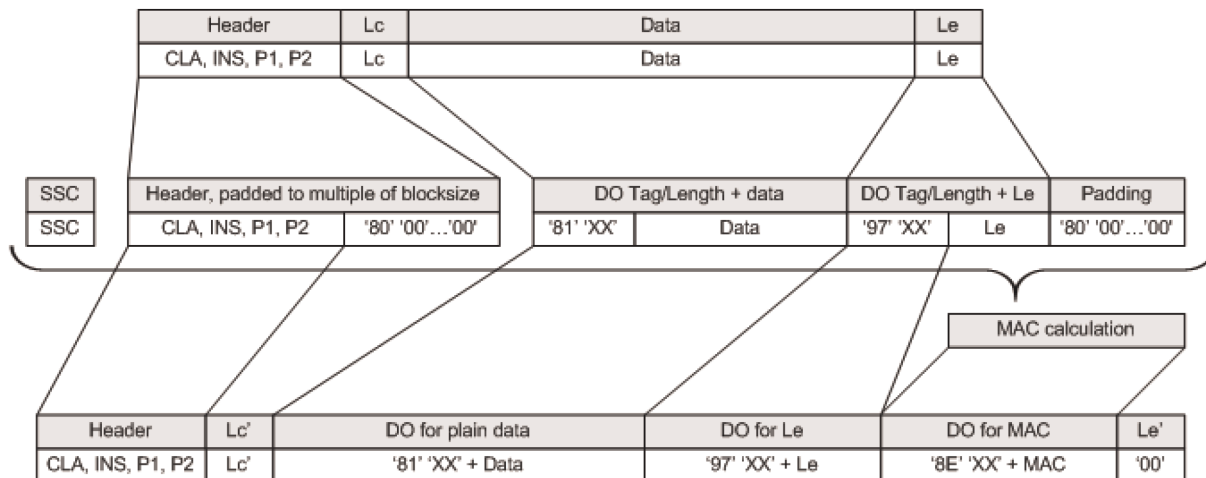 Header Lc Data Le
CLA, INS, P1, P2 Lc Data Le
SSC Header, padded to multiple of blocksize DO Tag/Length + data DO Tag/Length + Le Padding
SSC CLA, INS, P1, P2 ‘80’ ‘00’…‘00’ ‘81’ ‘XX’ Data ‘97’ ‘XX’ Le ‘80’ ‘00’…‘00’
MAC calculation
Header Lc’ DO for plain data DO for Le DO for MAC Le’
CLA, INS, P1, P2 Lc’ ‘81’ ‘XX’ + Data ‘97’ ‘XX’ + Le ‘8E’ ‘XX’ + MAC ‘00’